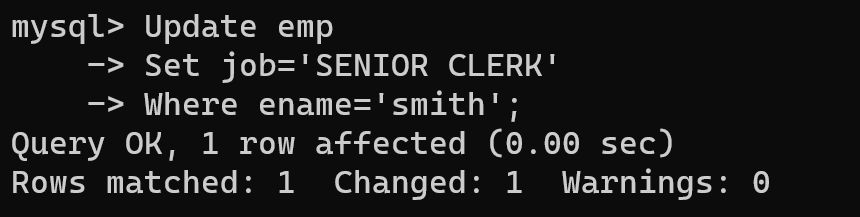 mysql> Update emp
    -> Set job='SENIOR CLERK'
    -> Where ename='smith';
Query OK, 1 row affected (0.00 sec)
Rows matched: 1  Changed: 1  Warnings: 0